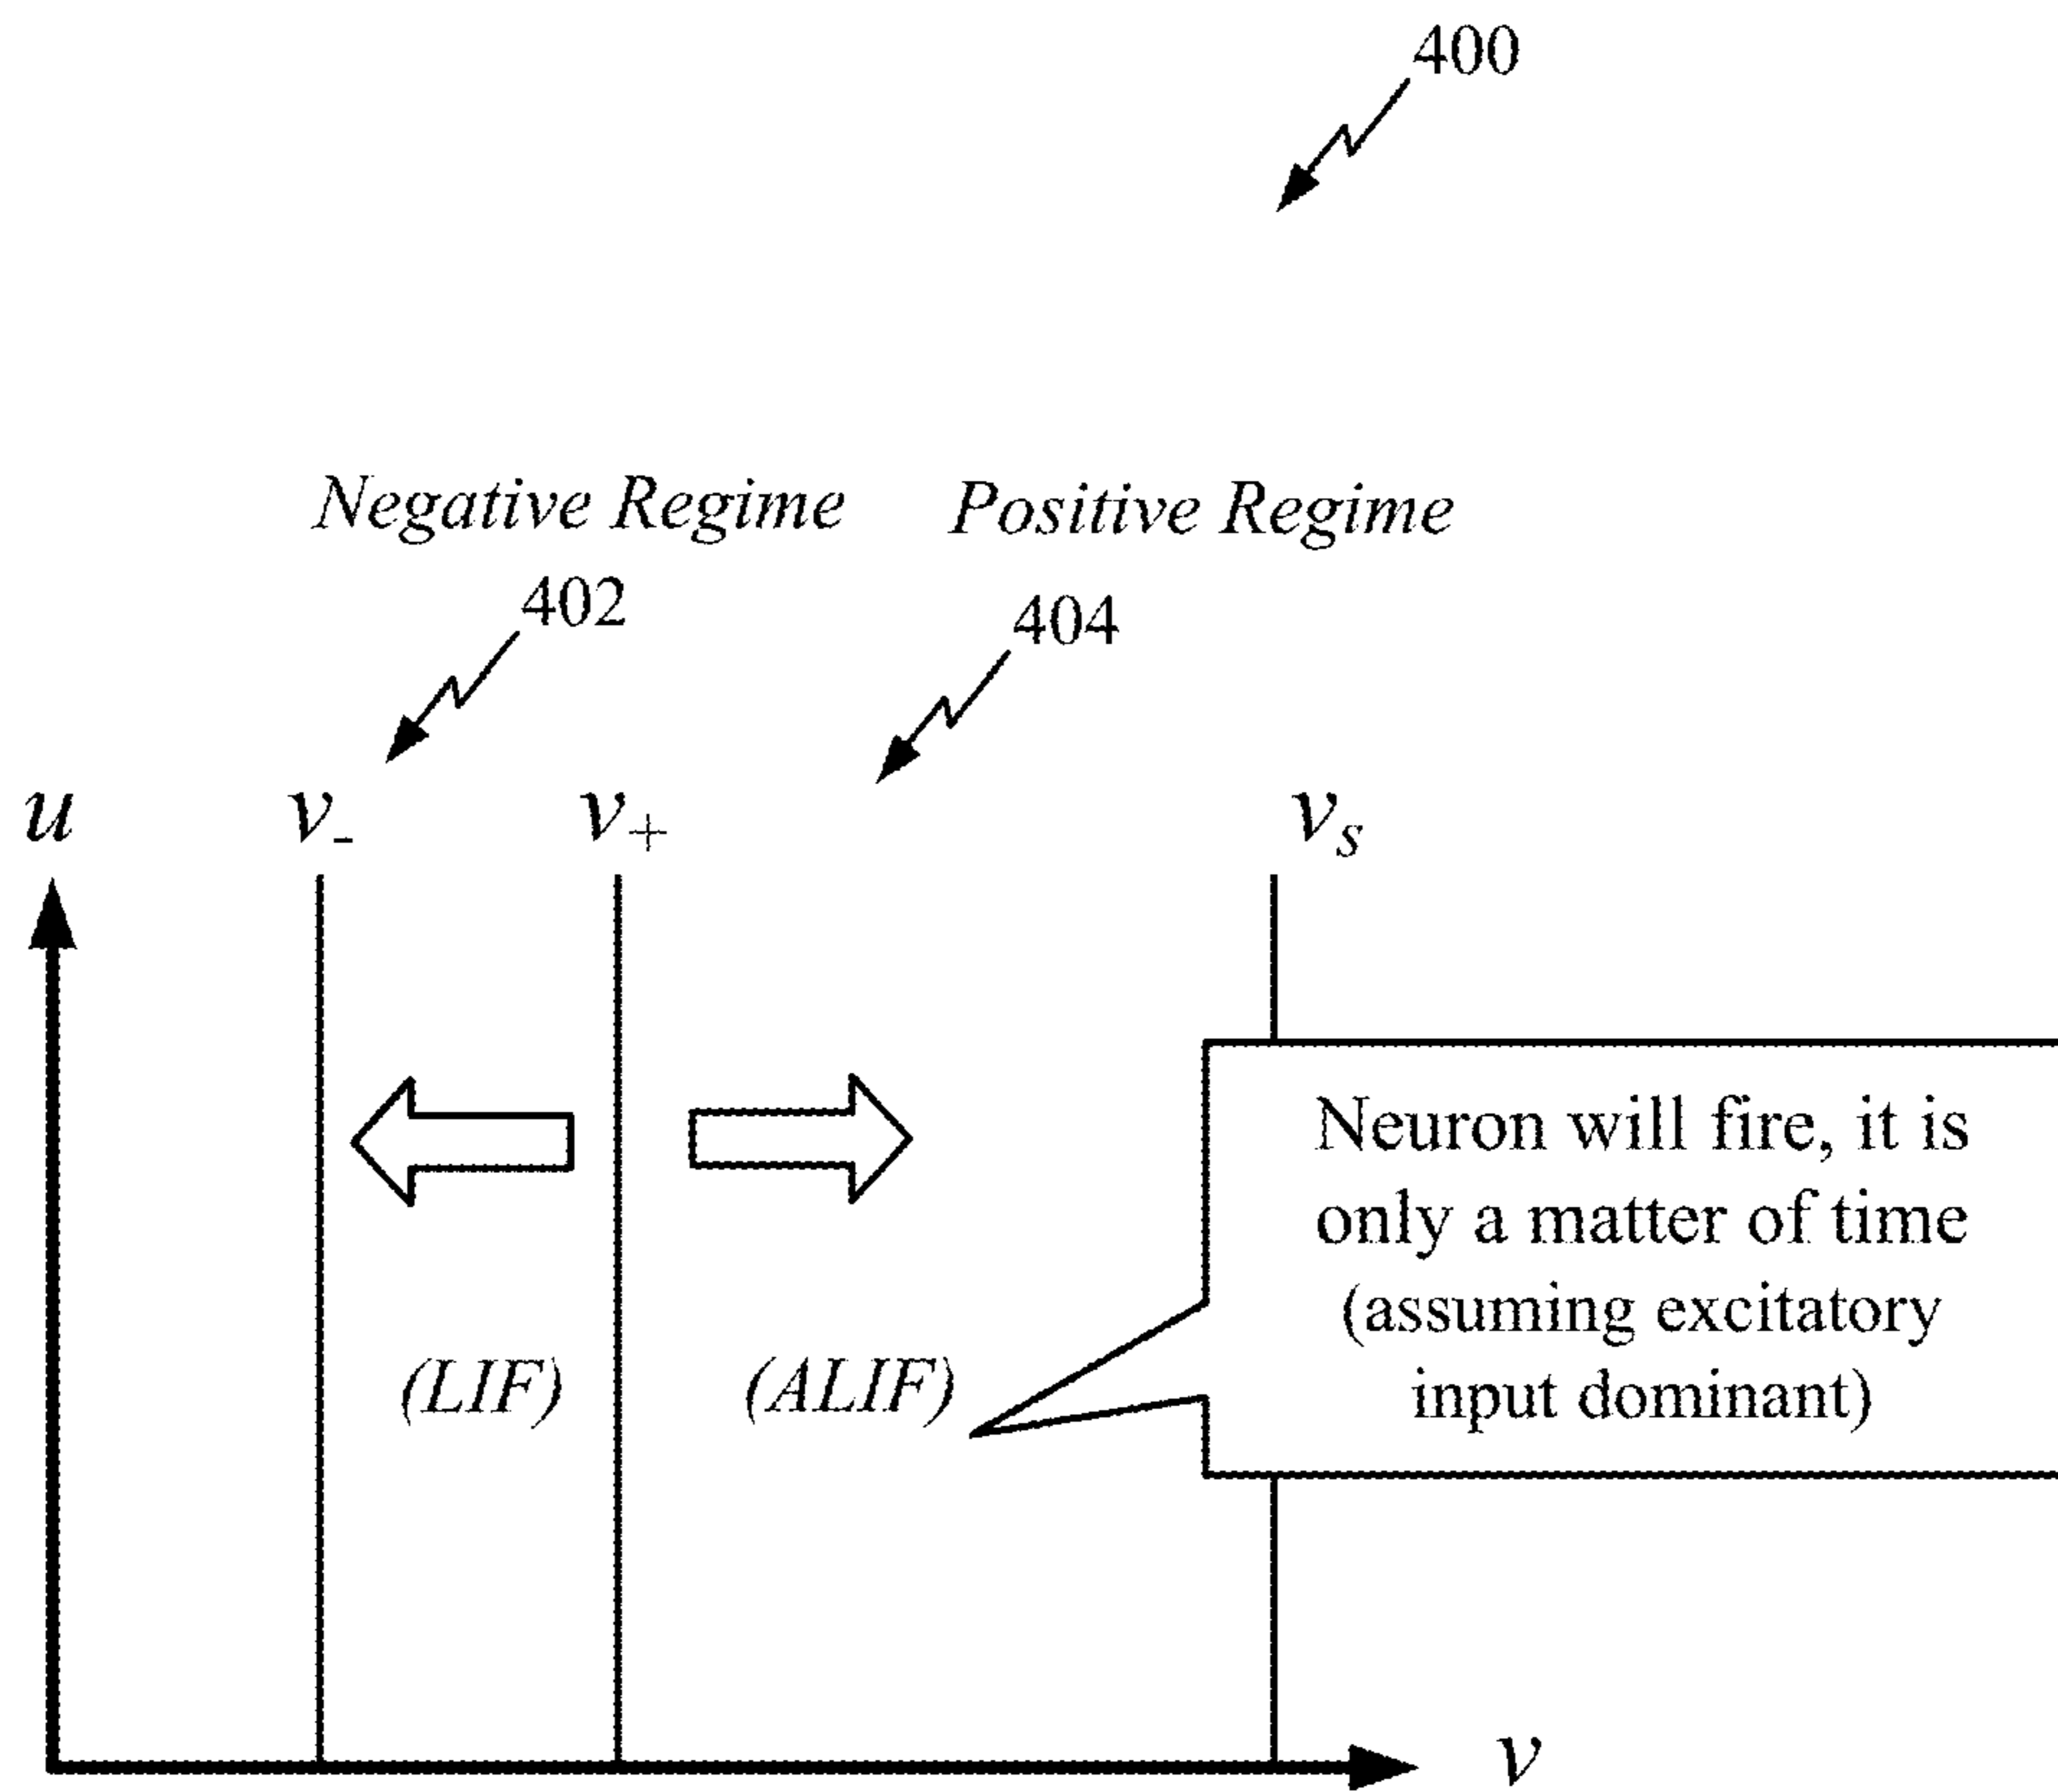 400
Negative Regime
Positive Regime
402
404
u
v-
v+
vS
Neuron will fire, it is
only a matter of time
(assuming excitatory
input dominant)
(LIF)
(ALIF)
v